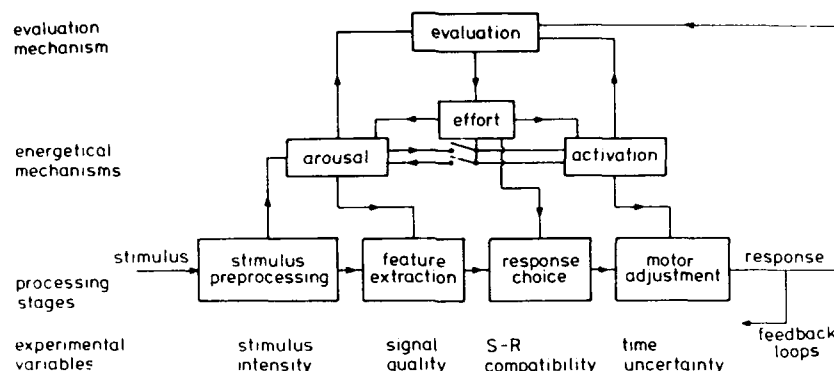 evaluation
mechanism
evaluation
effort
energetical
mechanisms
arousal
activation
stimulus
stimulus
preprocessing
feature
extraction
response
choice
motor
adjustment
response
processing
stages
feedback
loops
experimental
variables
stimulus
intensity
signal
quality
S-R
compatibility
time
uncertainty